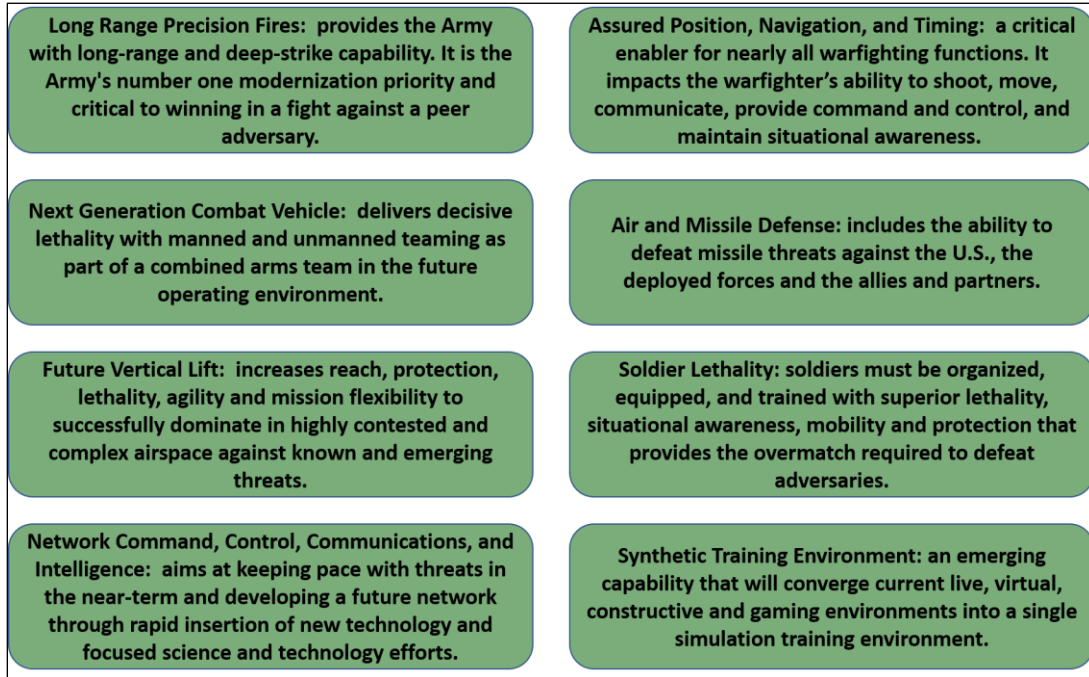 Long Range Precision Fires:  provides the Army
with long-range and deep-strike capability. It is the
Army's number one modernization priority and
critical to winning in a fight against a peer
adversary.
Assured Position, Navigation, and Timing:  a critical
enabler for nearly all warfighting functions. It
impacts the warfighter’s ability to shoot, move,
communicate, provide command and control, and
maintain situational awareness.
Next Generation Combat Vehicle:  delivers decisive
lethality with manned and unmanned teaming as
part of a combined arms team in the future
operating environment.
Air and Missile Defense: includes the ability to
defeat missile threats against the U.S., the
deployed forces and the allies and partners.
Future Vertical Lift:  increases reach, protection,
lethality, agility and mission flexibility to
successfully dominate in highly contested and
complex airspace against known and emerging
threats.
Soldier Lethality: soldiers must be organized,
equipped, and trained with superior lethality,
situational awareness, mobility and protection that
provides the overmatch required to defeat
adversaries.
Network Command, Control, Communications, and
Intelligence:  aims at keeping pace with threats in
the near-term and developing a future network
through rapid insertion of new technology and
focused science and technology efforts.
Synthetic Training Environment: an emerging
capability that will converge current live, virtual,
constructive and gaming environments into a single
simulation training environment.